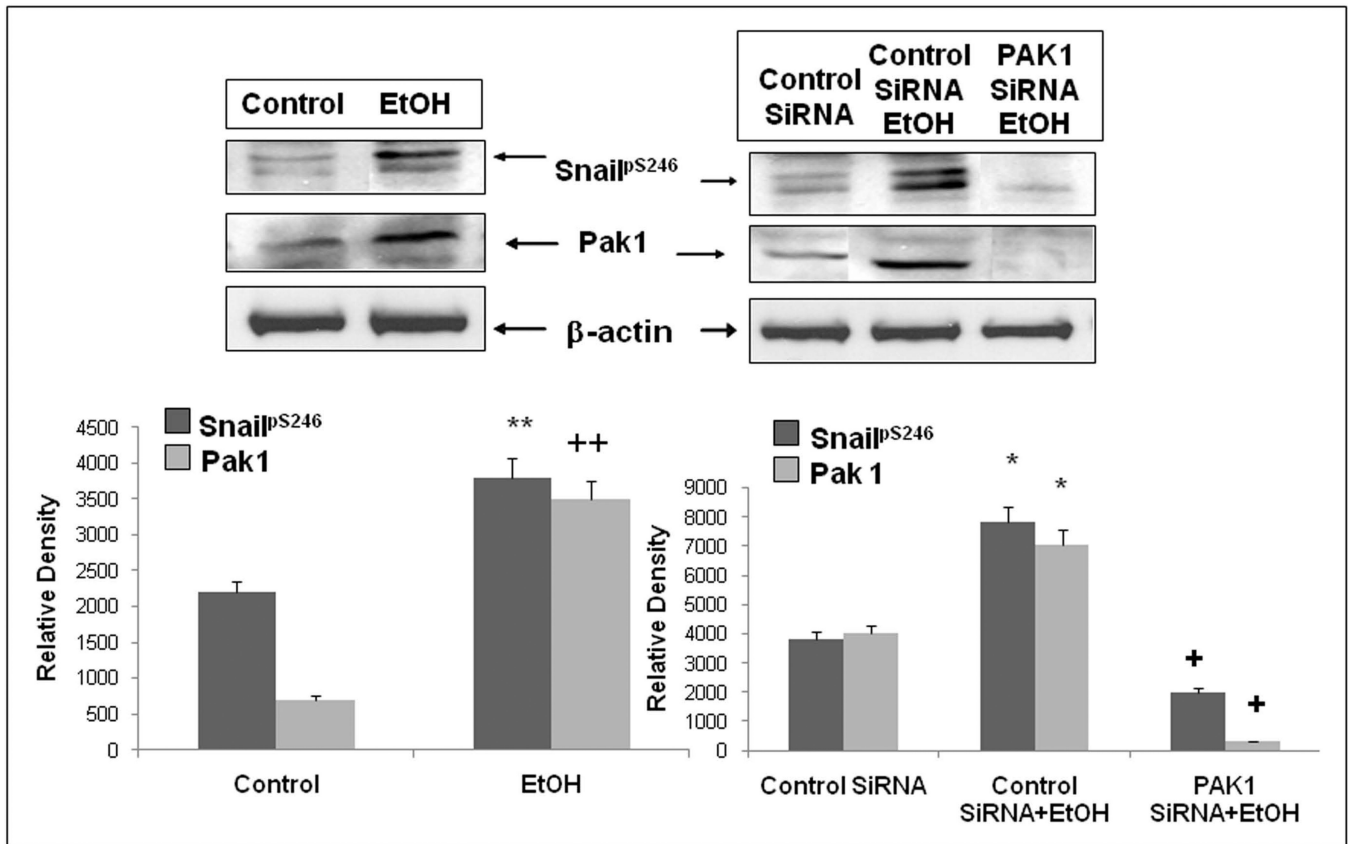 Control EtOH
Control
SiRNA
Control
SiRNA
EtOH
PAK1
SiRNA
EtOH
Snail^pS246
Pak1
β-actin
Snail^pS246
Pak1
** ++
Relative Density
4500
4000
3500
3000
2500
2000
1500
1000
500
0
Control EtOH
Snail^pS246
Pak 1
* *
+ +
Relative Density
9000
8000
7000
6000
5000
4000
3000
2000
1000
0
Control SiRNA
Control
SiRNA+EtOH
PAK1
SiRNA+EtOH